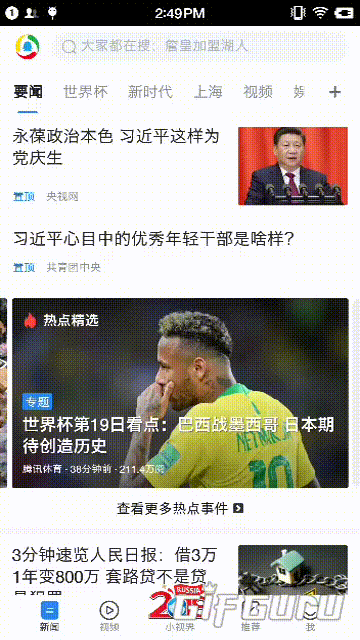 2:49PM
大家都在搜：詹皇加盟湖人
要闻 世界杯 新时代 上海 视频
永葆政治本色 习近平这样为
党庆生
置顶 央视网
习近平心目中的优秀年轻干部是啥样？
置顶 共青团中央
热点精选
专题
世界杯第19日看点：巴西战墨西哥 日本期
待创造历史
腾讯体育 · 38分钟前 · 211.4万阅
NEYMAR JR
10
查看更多热点事件
3分钟速览人民日报：借3万
1年变800万 套路贷不是贷
RUSSIA
新闻 视频 小视界 推荐 我
GIFGURU